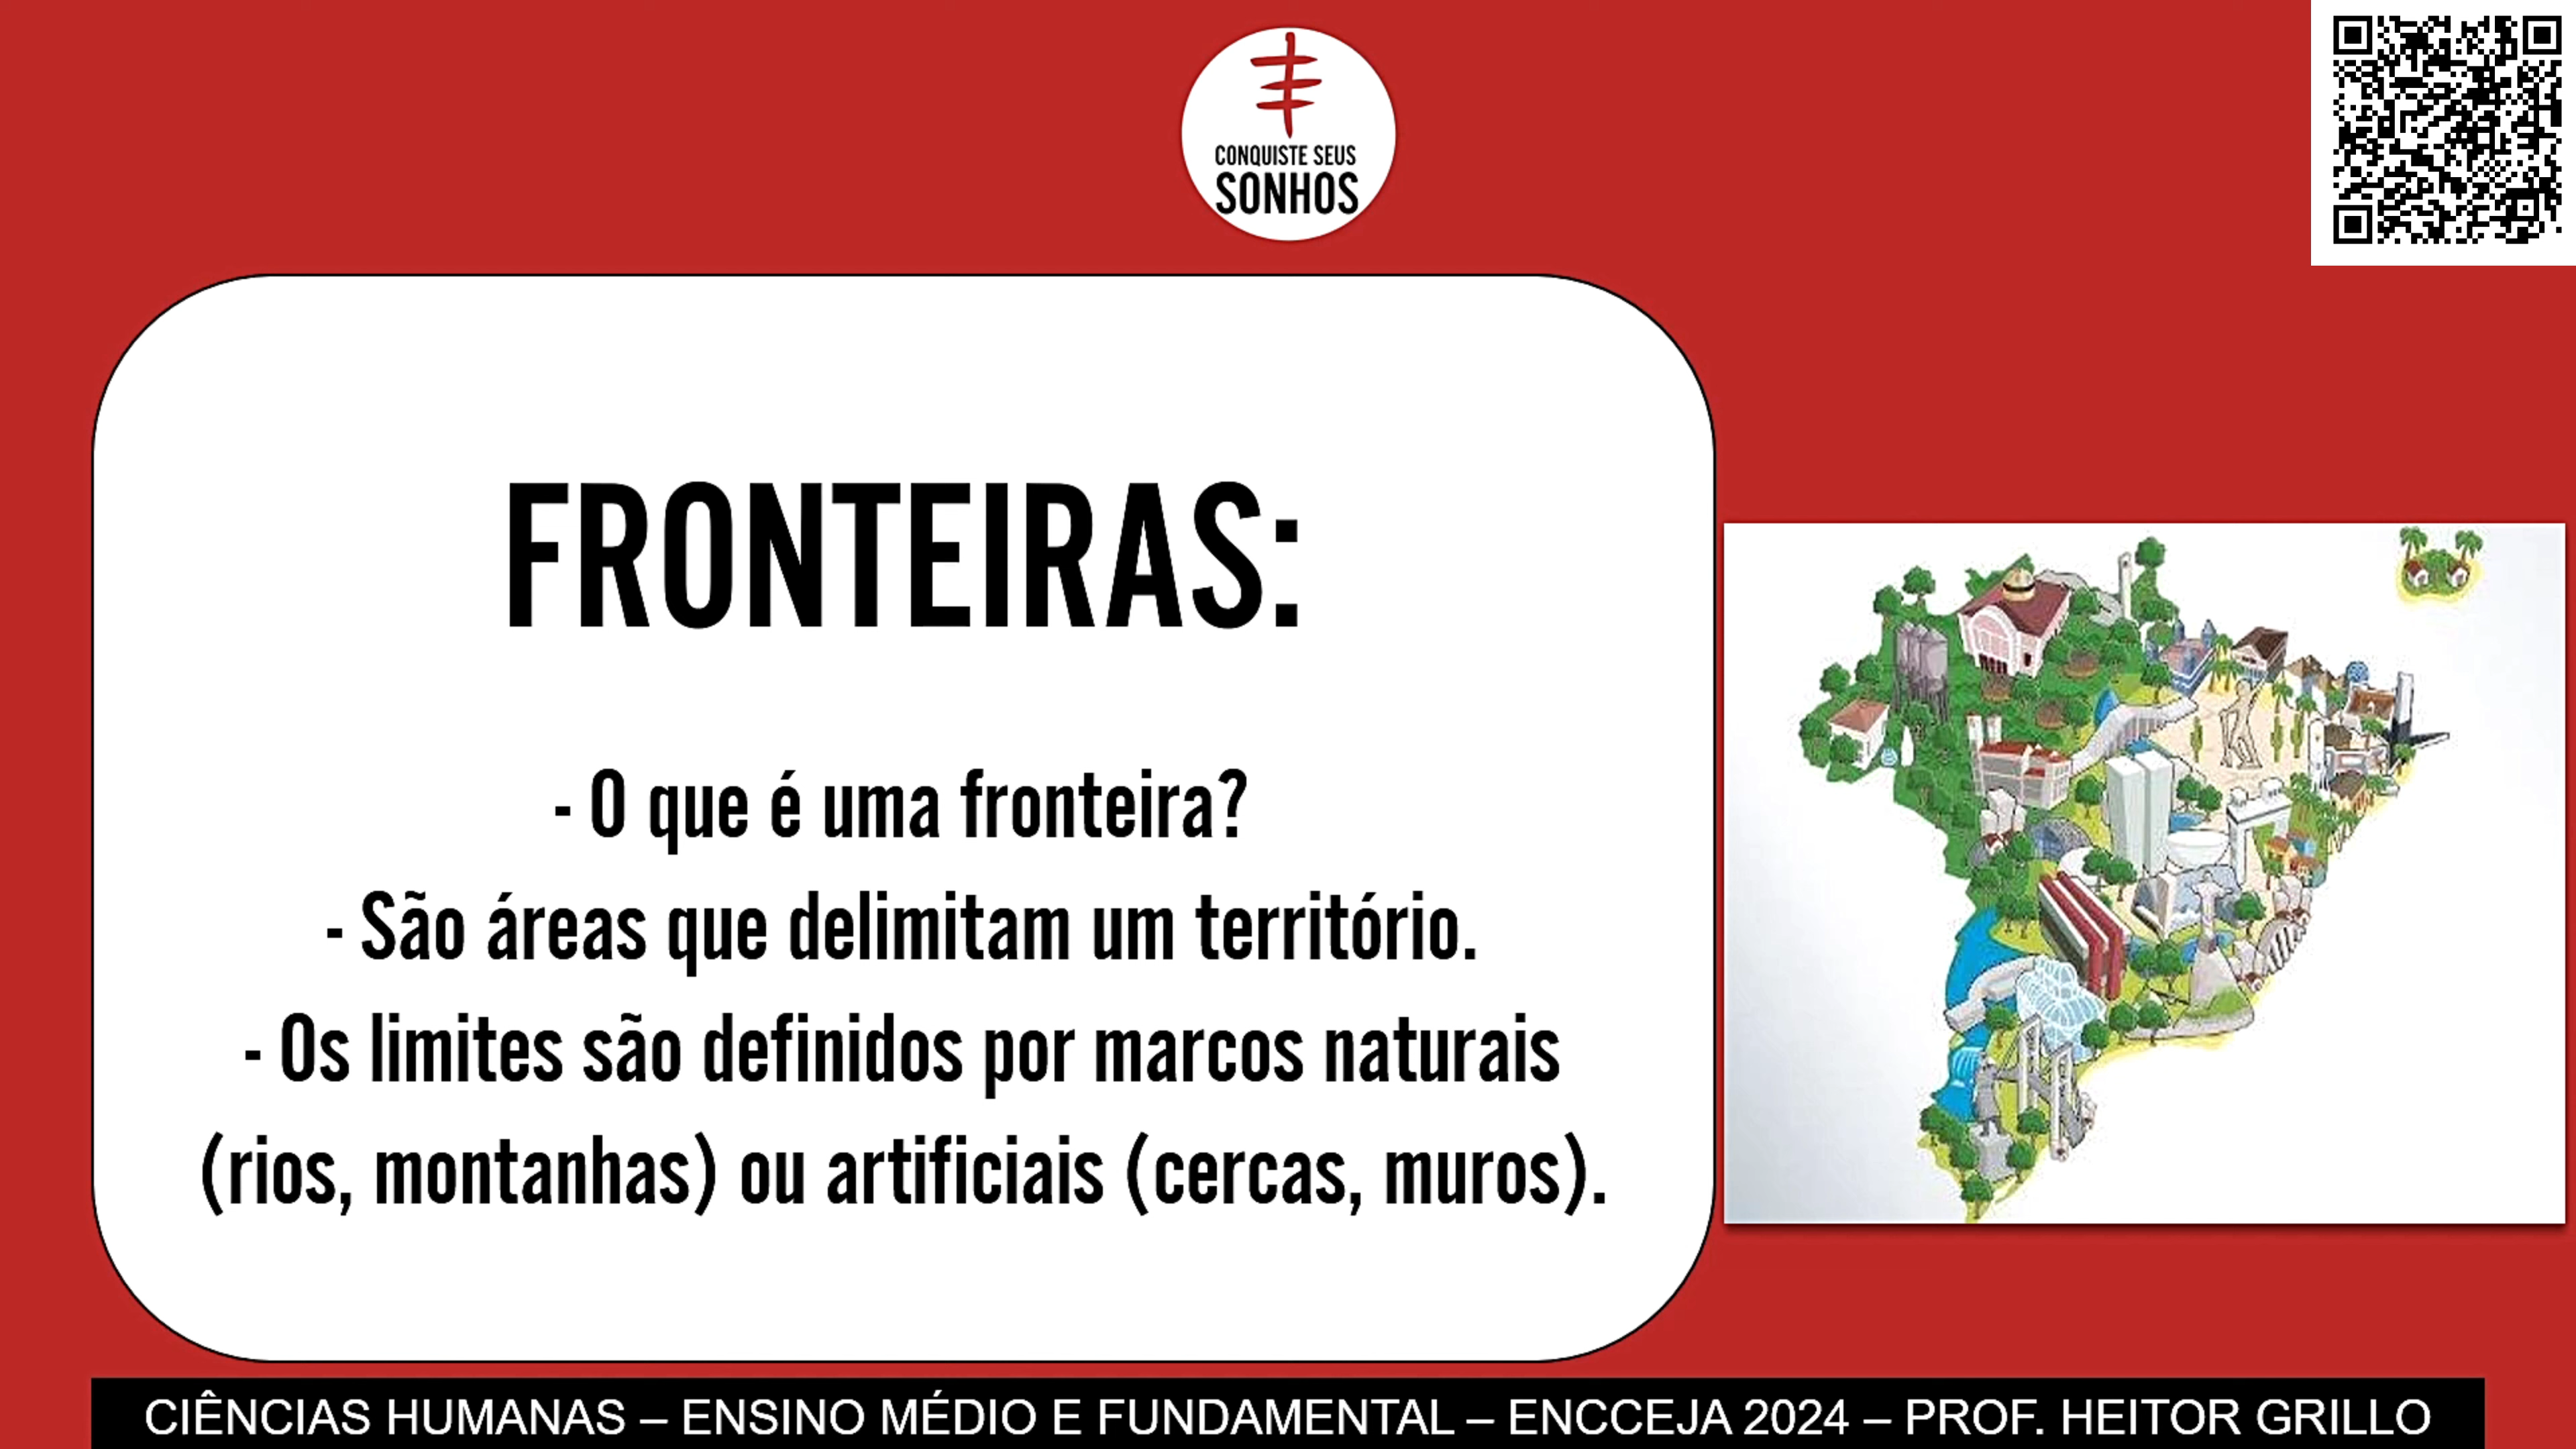 CONQUISTE SEUS
SONHOS
FRONTEIRAS:
- O que é uma fronteira?
- São áreas que delimitam um território.
- Os limites são definidos por marcos naturais
(rios, montanhas) ou artificiais (cercas, muros).
CIÊNCIAS HUMANAS – ENSINO MÉDIO E FUNDAMENTAL – ENCCEJA 2024 – PROF. HEITOR GRILLO